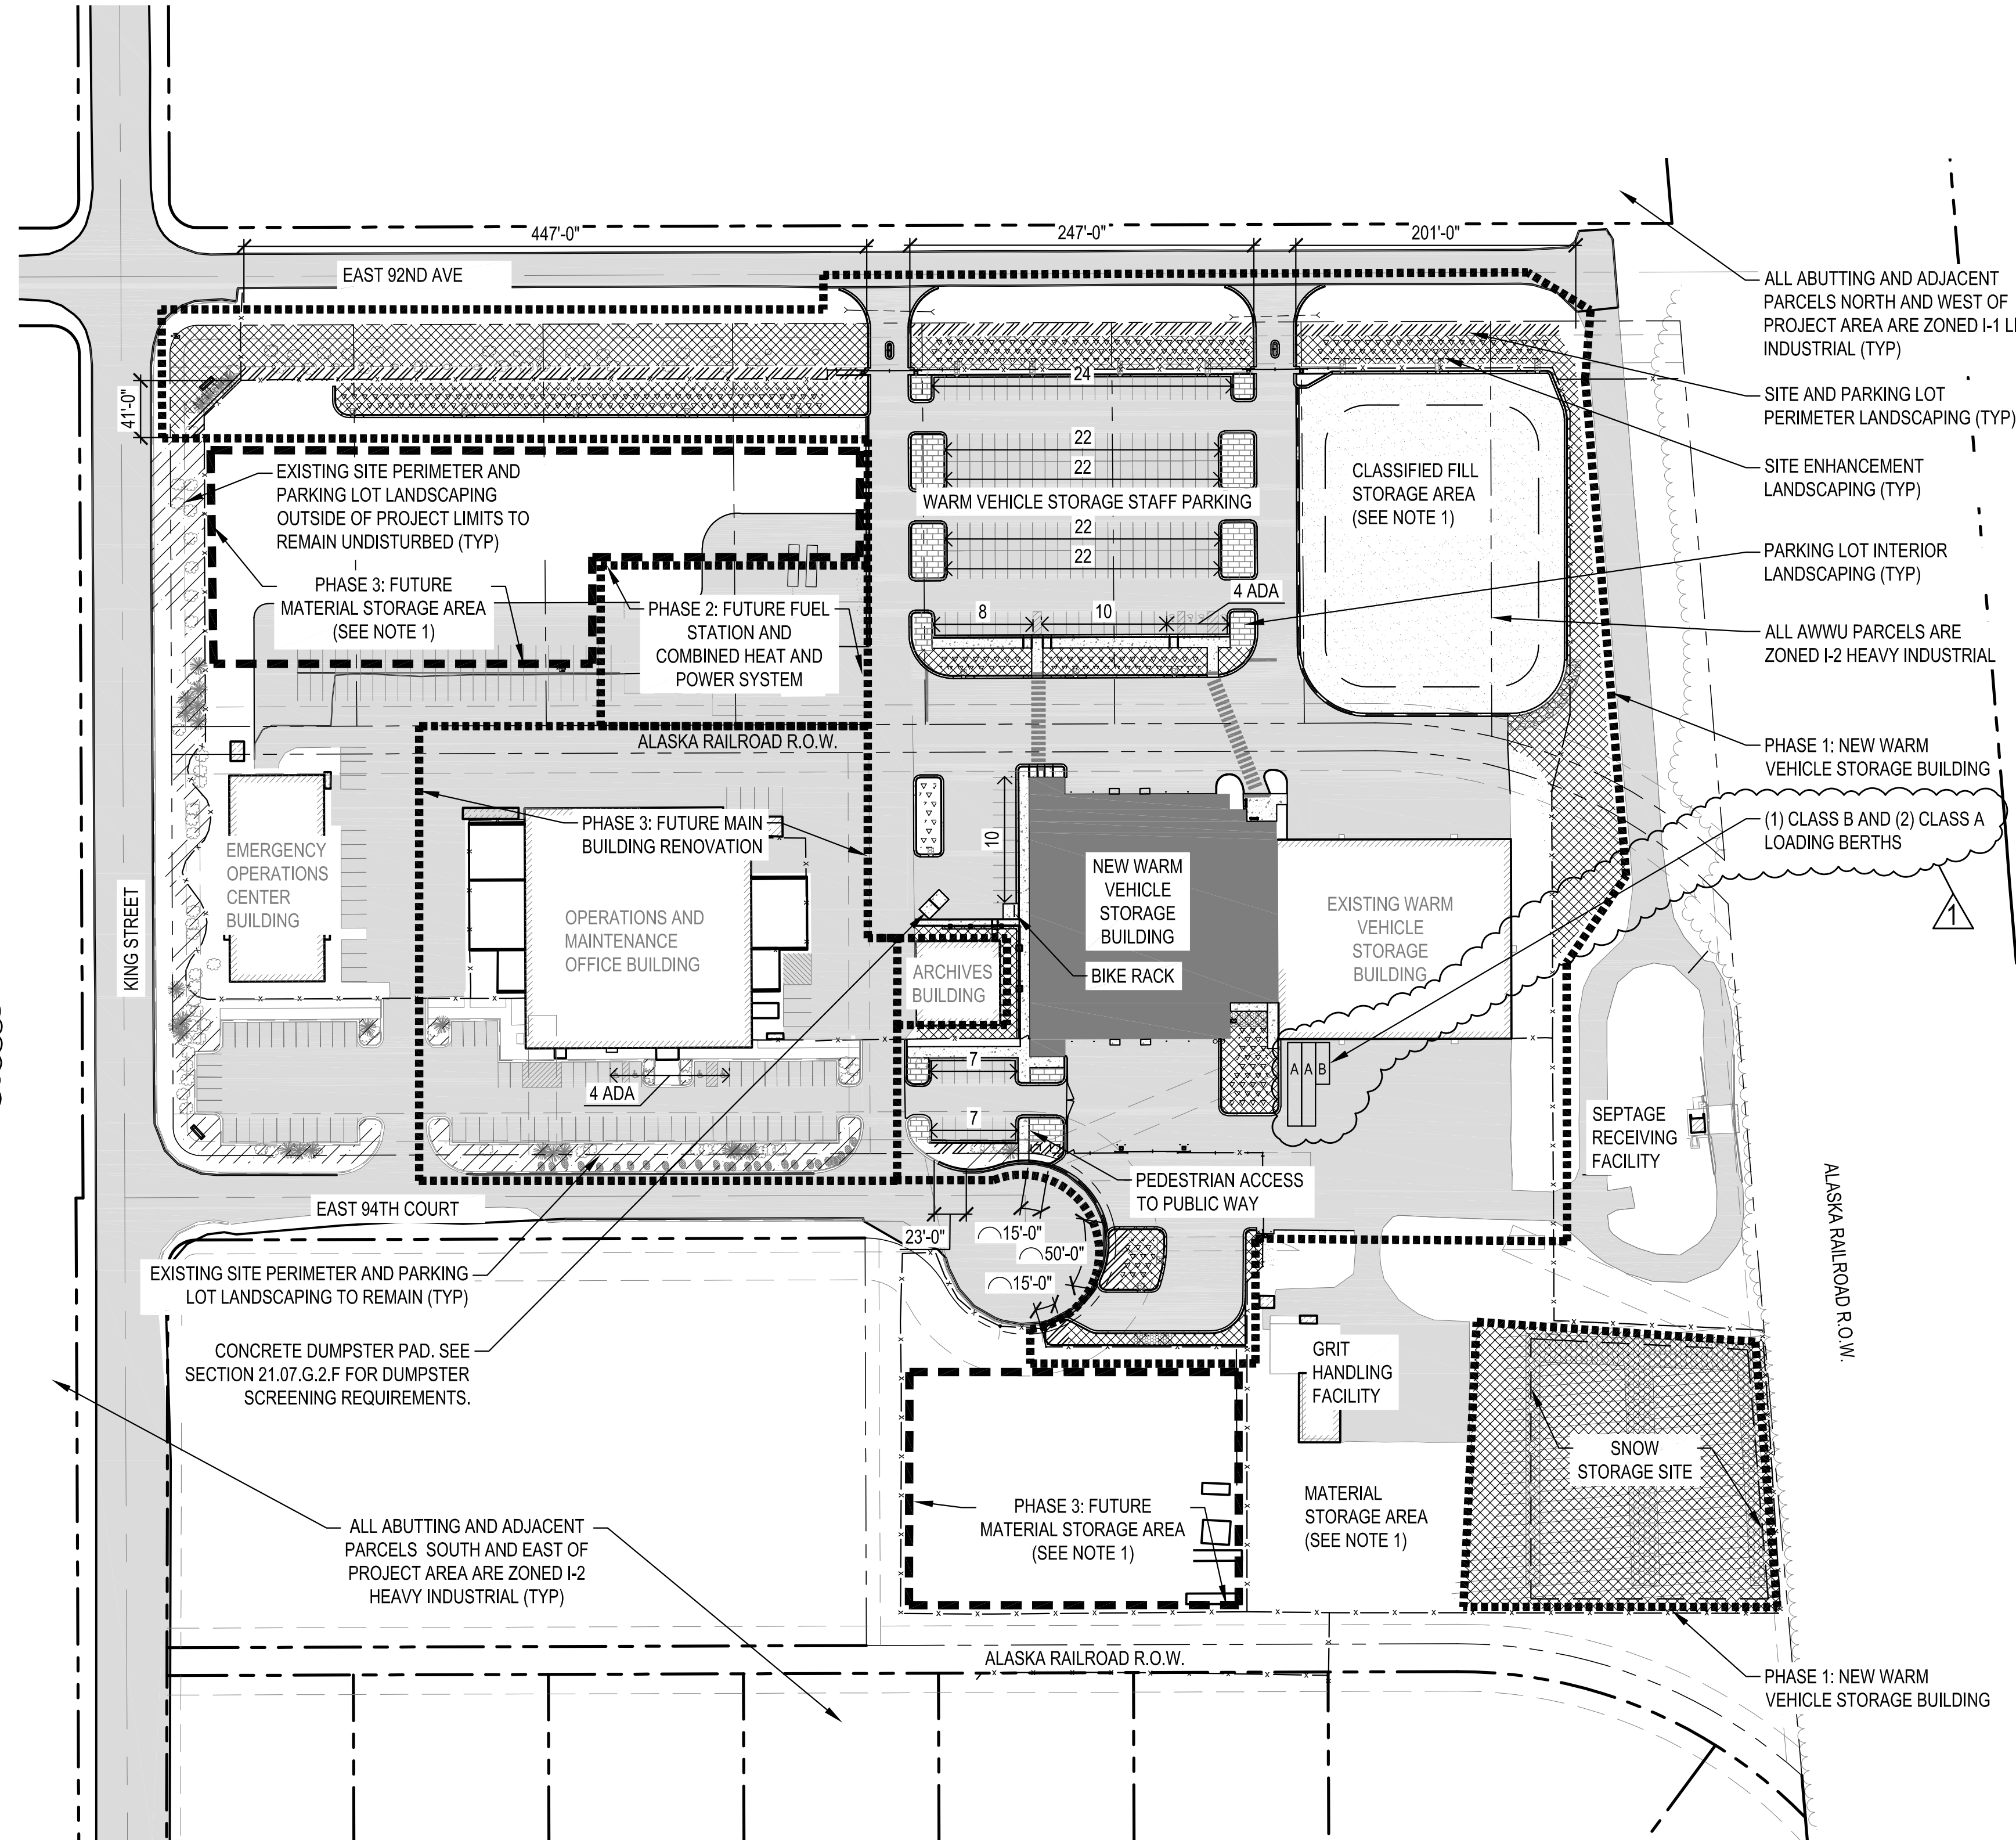 447'-0"
247'-0"
201'-0"
EAST 92ND AVE
ALL ABUTTING AND ADJACENT
PARCELS NORTH AND WEST OF
PROJECT AREA ARE ZONED I-1
INDUSTRIAL (TYP)
41'-0"
24
SITE AND PARKING LOT
PERIMETER LANDSCAPING (TYP)
22
22
WARM VEHICLE STORAGE STAFF PARKING
22
22
EXISTING SITE PERIMETER AND
PARKING LOT LANDSCAPING
OUTSIDE OF PROJECT LIMITS TO
REMAIN UNDISTURBED (TYP)
CLASSIFIED FILL
STORAGE AREA
(SEE NOTE 1)
SITE ENHANCEMENT
LANDSCAPING (TYP)
PARKING LOT INTERIOR
LANDSCAPING (TYP)
PHASE 3: FUTURE
MATERIAL STORAGE AREA
(SEE NOTE 1)
PHASE 2: FUTURE FUEL
STATION AND
COMBINED HEAT AND
POWER SYSTEM
8
10
4 ADA
ALL AWWU PARCELS ARE
ZONED I-2 HEAVY INDUSTRIAL
ALASKA RAILROAD R.O.W.
PHASE 1: NEW WARM
VEHICLE STORAGE BUILDING
KING STREET
EMERGENCY
OPERATIONS
CENTER
BUILDING
PHASE 3: FUTURE MAIN
BUILDING RENOVATION
OPERATIONS AND
MAINTENANCE
OFFICE BUILDING
10
NEW WARM
VEHICLE
STORAGE
BUILDING
EXISTING WARM
VEHICLE
STORAGE
BUILDING
(1) CLASS B AND (2) CLASS A
LOADING BERTHS
1
ARCHIVES
BUILDING
BIKE RACK
7
7
4 ADA
A
A
B
SEPTAGE
RECEIVING
FACILITY
ALASKA RAILROAD R.O.W.
PEDESTRIAN ACCESS
TO PUBLIC WAY
EAST 94TH COURT
23'-0"
15'-0"
50'-0"
15'-0"
EXISTING SITE PERIMETER AND PARKING
LOT LANDSCAPING TO REMAIN (TYP)
CONCRETE DUMPSTER PAD. SEE
SECTION 21.07.G.2.F FOR DUMPSTER
SCREENING REQUIREMENTS.
GRIT
HANDLING
FACILITY
SNOW
STORAGE SITE
PHASE 3: FUTURE
MATERIAL STORAGE AREA
(SEE NOTE 1)
MATERIAL
STORAGE AREA
(SEE NOTE 1)
ALL ABUTTING AND ADJACENT
PARCELS SOUTH AND EAST OF
PROJECT AREA ARE ZONED I-2
HEAVY INDUSTRIAL (TYP)
ALASKA RAILROAD R.O.W.
PHASE 1: NEW WARM
VEHICLE STORAGE BUILDING